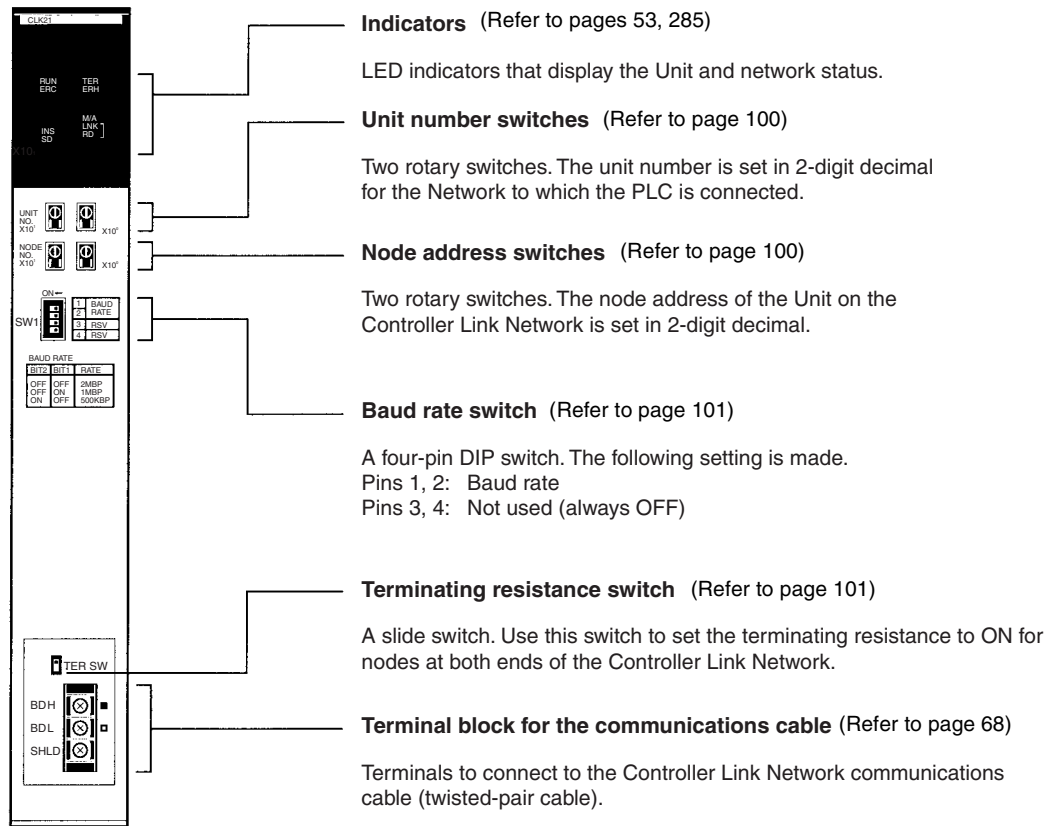 CLK21
RUN TER
ERC ERH
M/A
INS LNK
SD RD
X10
UNIT
NO.
X10¹ X10⁰
NODE
NO.
X10¹ X10⁰
ON
SW1
1 BAUD
2 RATE
3 RSV
4 RSV
BAUD RATE
BIT2 BIT1 RATE
OFF OFF 2MBP
OFF ON 1MBP
ON OFF 500KBP
TER SW
BDH
BDL
SHLD
Indicators (Refer to pages 53, 285)
LED indicators that display the Unit and network status.
Unit number switches (Refer to page 100)
Two rotary switches. The unit number is set in 2-digit decimal
for the Network to which the PLC is connected.
Node address switches (Refer to page 100)
Two rotary switches. The node address of the Unit on the
Controller Link Network is set in 2-digit decimal.
Baud rate switch (Refer to page 101)
A four-pin DIP switch. The following setting is made.
Pins 1, 2: Baud rate
Pins 3, 4: Not used (always OFF)
Terminating resistance switch (Refer to page 101)
A slide switch. Use this switch to set the terminating resistance to ON for
nodes at both ends of the Controller Link Network.
Terminal block for the communications cable (Refer to page 68)
Terminals to connect to the Controller Link Network communications
cable (twisted-pair cable).